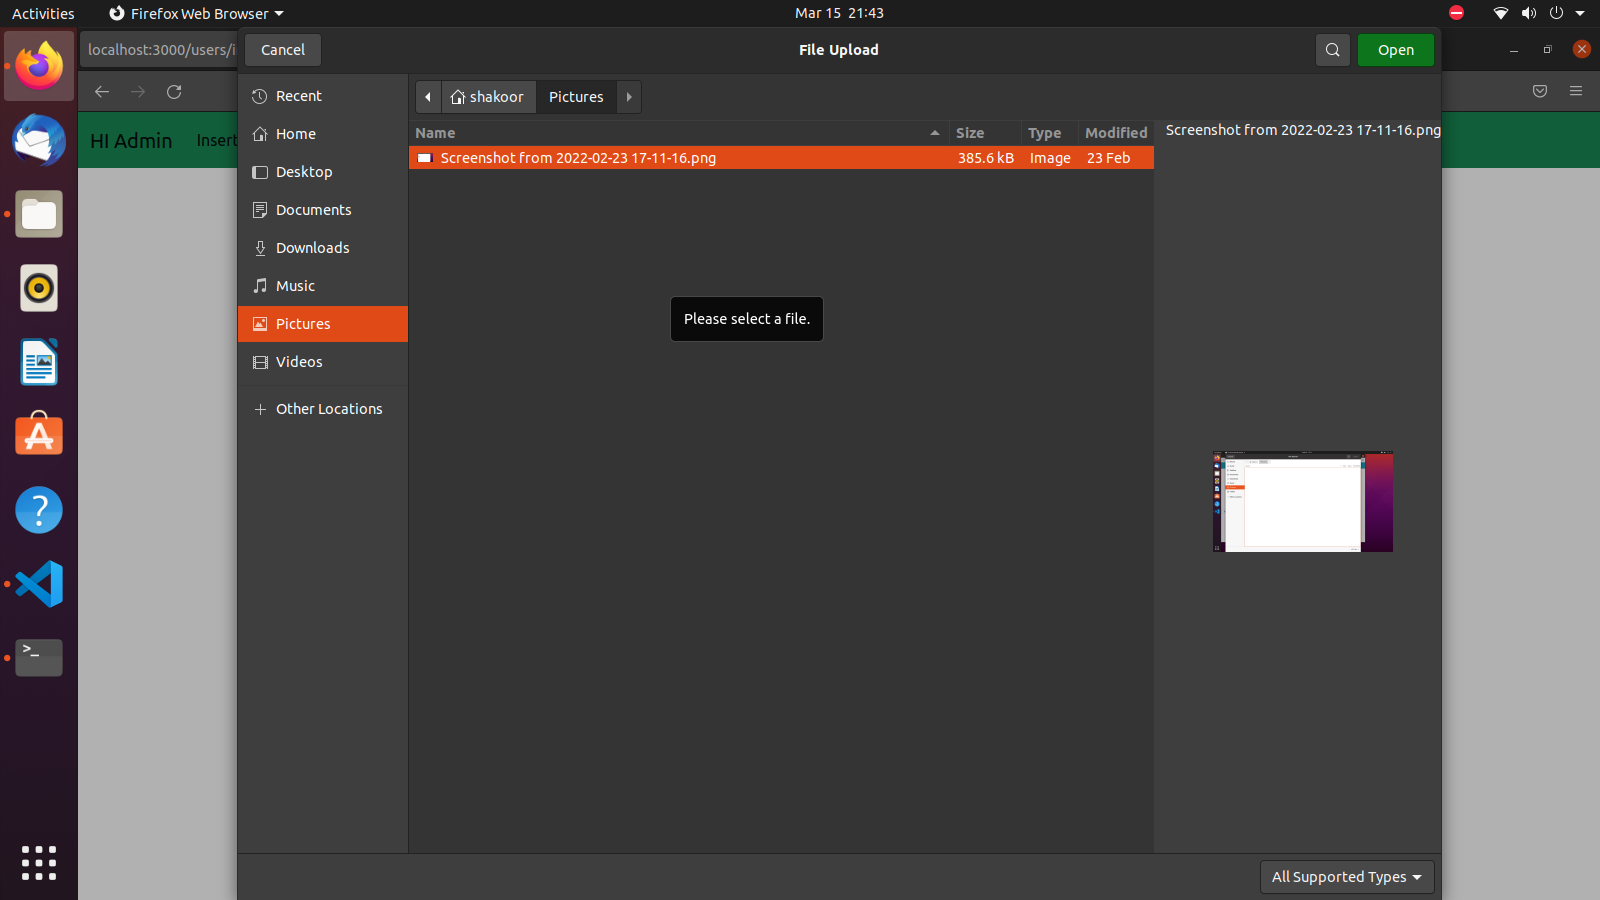 Activities Firefox Web Browser Mar 15 21:43
localhost:3000/users/i Cancel File Upload Open
HI Admin Insert
Recent
Home
Desktop
Documents
Downloads
Music
Pictures
Videos
Other Locations
shakoor Pictures
Name Size Type Modified
Screenshot from 2022-02-23 17-11-16.png 385.6 kB Image 23 Feb
Please select a file.
Screenshot from 2022-02-23 17-11-16.png
All Supported Types